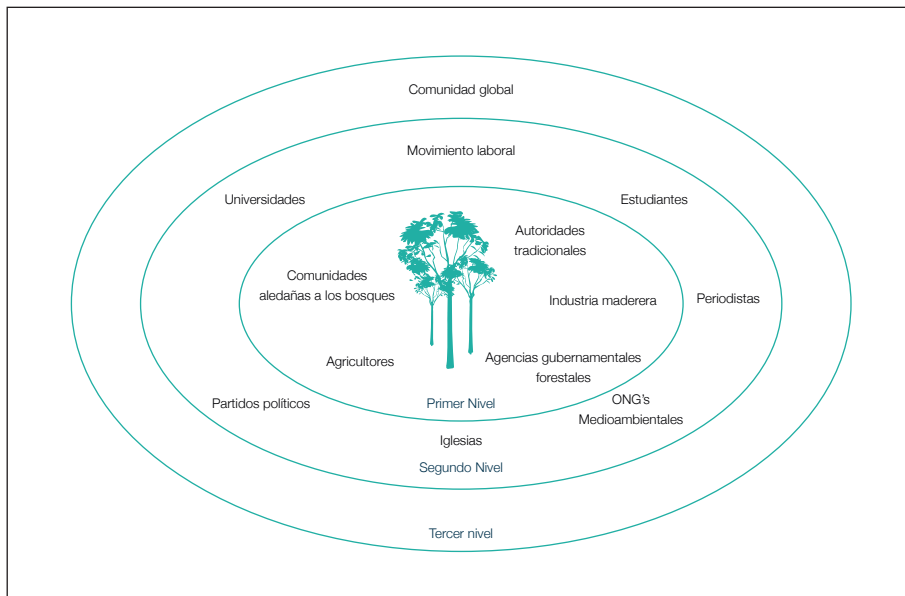 Comunidad global
Movimiento laboral
Universidades
Estudiantes
Autoridades
tradicionales
Comunidades
aledañas a los bosques
Industria maderera
Periodistas
Agricultores
Agencias gubernamentales
forestales
Partidos políticos
Primer Nivel
ONG's
Medioambientales
Iglesias
Segundo Nivel
Tercer nivel